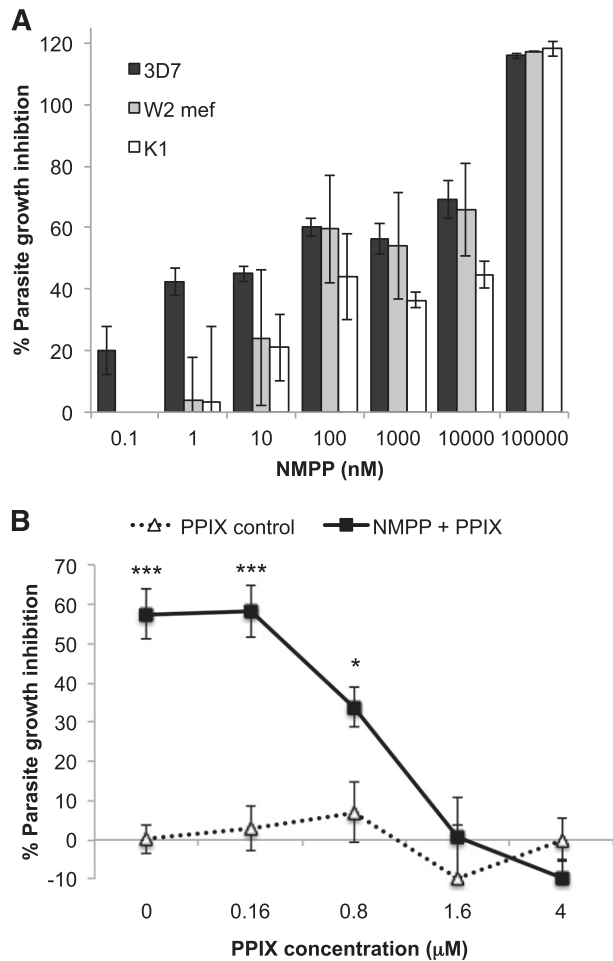 A
% Parasite growth inhibtion
120
100
80
60
40
20
0
3D7
W2 mef
K1
0.1 1 10 100 1000 10000 100000
NMPP (nM)
B
PPIX control NMPP + PPIX
% Parasite growth inhibition
70
60
50
40
30
20
10
0
-10
*** *** *
0 0.16 0.8 1.6 4
PPIX concentration (μM)